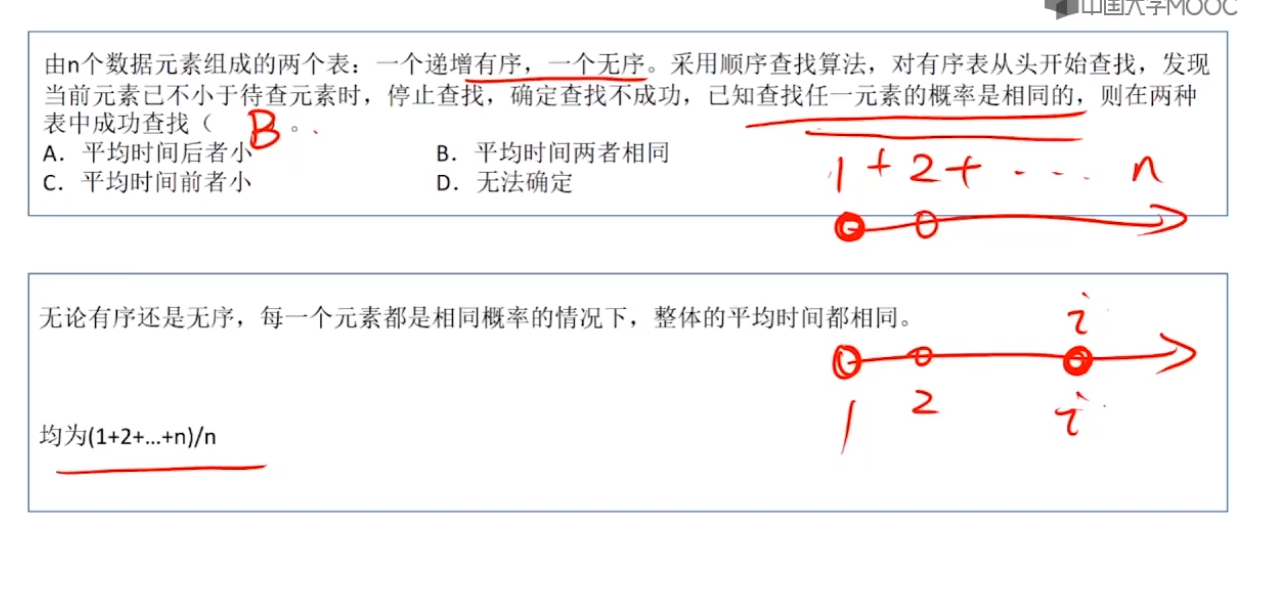 中国大学MOOC
由n个数据元素组成的两个表：一个递增有序，一个无序。采用顺序查找算法，对有序表从头开始查找，发现
当前元素已不小于待查元素时，停止查找，确定查找不成功，已知查找任一元素的概率是相同的，则在两种
表中成功查找（ B 。
A．平均时间后者小
B．平均时间两者相同
C．平均时间前者小
D．无法确定
1 + 2 + ... n
无论有序还是无序，每一个元素都是相同概率的情况下，整体的平均时间都相同。
i
1 2 i
均为(1+2+...+n)/n